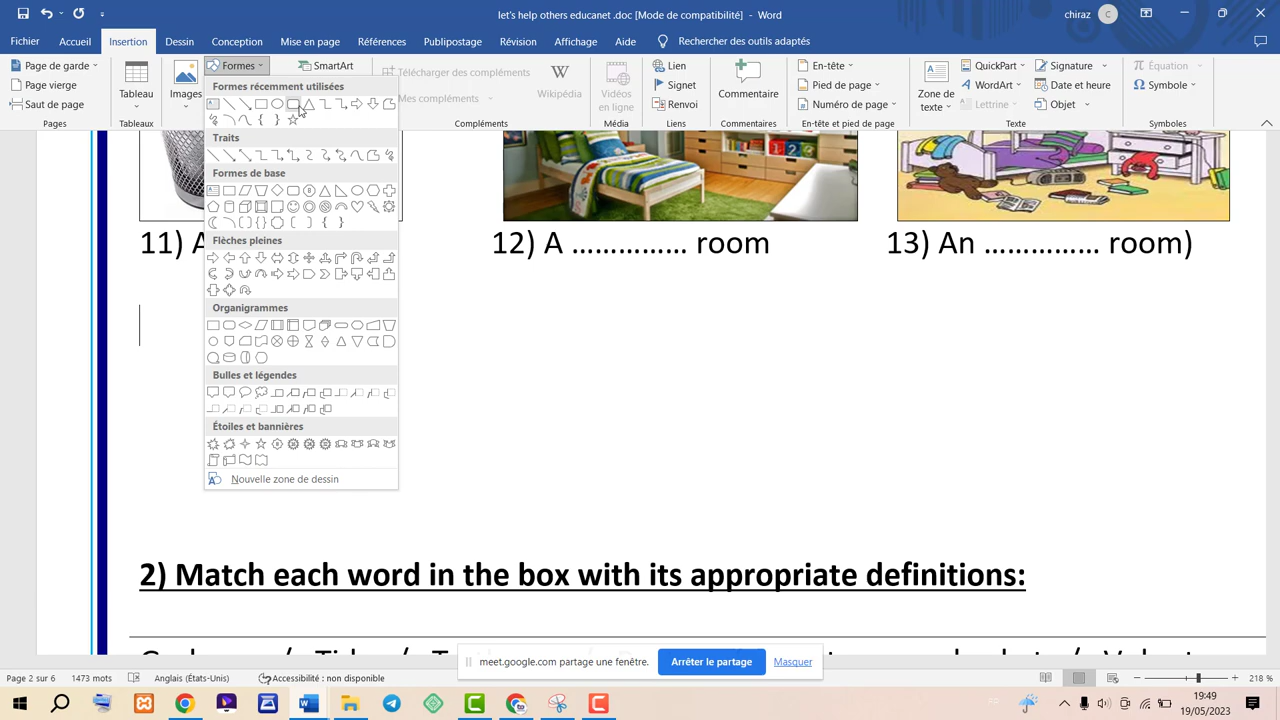 let's help others educanet .doc [Mode de compatibilité] - Word
chiraz C
Fichier Accueil Insertion Dessin Conception Mise en page Références Publipostage Révision Affichage Aide Rechercher des outils adaptés
Page de garde
Page vierge
Saut de page
Pages
Tableau
Tableaux
Images
Formes
SmartArt
Télécharger des compléments
Mes compléments
Compléments
Wikipédia
Vidéos
en ligne
Média
Lien
Signet
Renvoi
Liens
Commentaire
Commentaires
En-tête
Pied de page
Numéro de page
En-tête et pied de page
Zone de
texte
QuickPart
WordArt
Lettrine
Signature
Date et heure
Objet
Texte
Équation
Symbole
Symboles
Formes récemment utilisées
Traits
Formes de base
Flèches pleines
Organigrammes
Bulles et légendes
Étoiles et bannières
Nouvelle zone de dessin
11) A
12) A …………… room
13) An …………… room)
2) Match each word in the box with its appropriate definitions:
meet.google.com partage une fenêtre. Arrêter le partage Masquer
Page 2 sur 6 1473 mots Anglais (États-Unis) Accessibilité : non disponible 218 %
19:49
19/05/2023